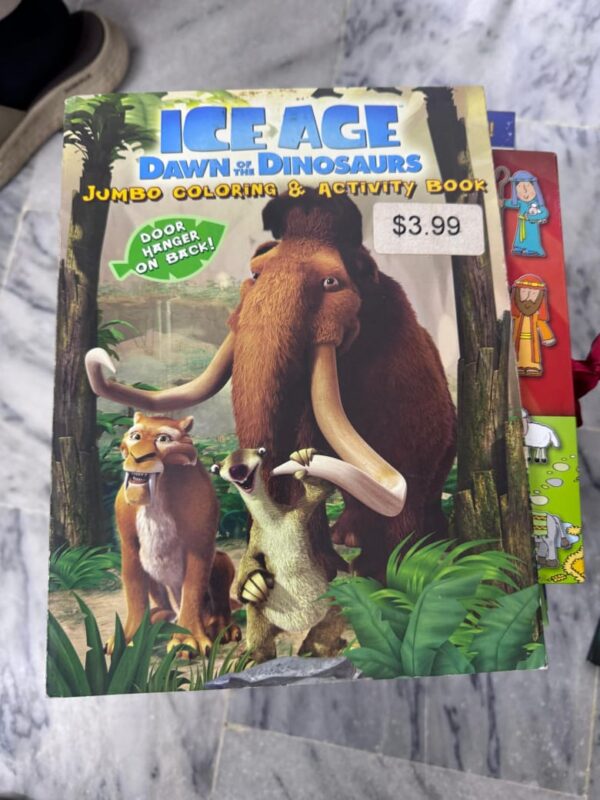 ICE AGE
DAWN OF THE DINOSAURS
JUMBO COLORING & ACTIVITY BOOK
$3.99
DOOR
HANGER
ON BACK!